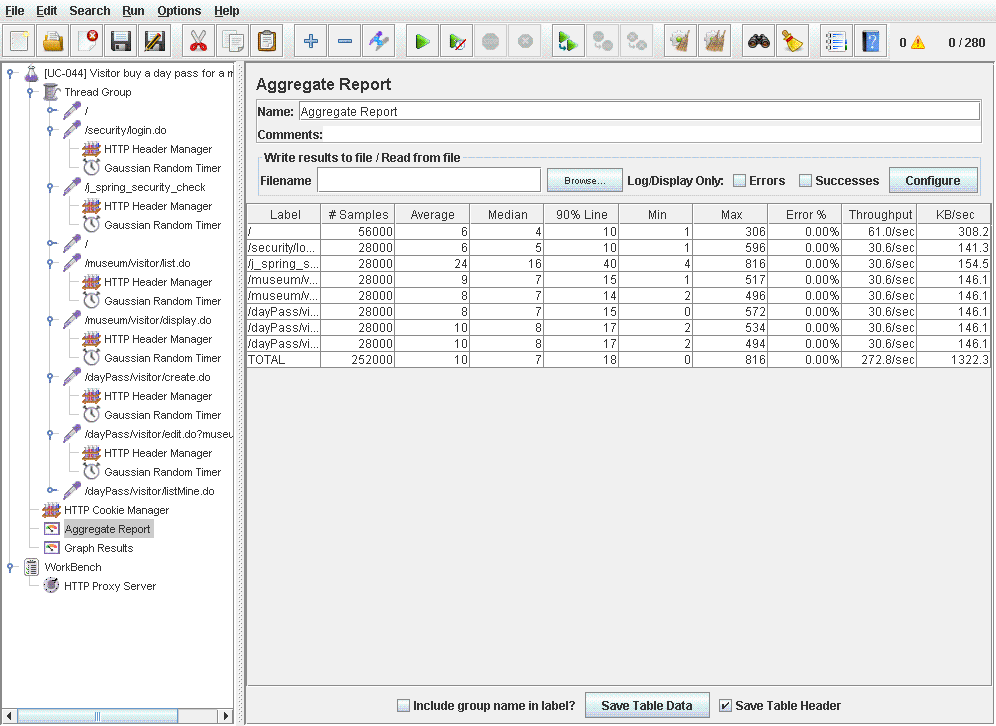 File Edit Search Run Options Help
0 0 / 280
[UC-044] Visitor buy a day pass for a m
Thread Group
/
/security/login.do
HTTP Header Manager
Gaussian Random Timer
/j_spring_security_check
HTTP Header Manager
Gaussian Random Timer
/
/museum/visitor/list.do
HTTP Header Manager
Gaussian Random Timer
/museum/visitor/display.do
HTTP Header Manager
Gaussian Random Timer
/dayPass/visitor/create.do
HTTP Header Manager
Gaussian Random Timer
/dayPass/visitor/edit.do?museu
HTTP Header Manager
Gaussian Random Timer
/dayPass/visitor/listMine.do
HTTP Cookie Manager
Aggregate Report
Graph Results
WorkBench
HTTP Proxy Server
Aggregate Report
Name: Aggregate Report
Comments:
Write results to file / Read from file
Filename Browse... Log/Display Only: Errors Successes Configure
Label # Samples Average Median 90% Line Min Max Error % Throughput KB/sec
/ 56000 6 4 10 1 306 0.00% 61.0/sec 308.2
/security/lo... 28000 6 5 10 1 596 0.00% 30.6/sec 141.3
/j_spring_s... 28000 24 16 40 4 816 0.00% 30.6/sec 154.5
/museum/v... 28000 9 7 15 1 517 0.00% 30.6/sec 146.1
/museum/v... 28000 8 7 14 2 496 0.00% 30.6/sec 146.1
/dayPass/vi... 28000 8 7 15 0 572 0.00% 30.6/sec 146.1
/dayPass/vi... 28000 10 8 17 2 534 0.00% 30.6/sec 146.1
/dayPass/vi... 28000 10 8 17 2 494 0.00% 30.6/sec 146.1
TOTAL 252000 10 7 18 0 816 0.00% 272.8/sec 1322.3
Include group name in label? Save Table Data Save Table Header